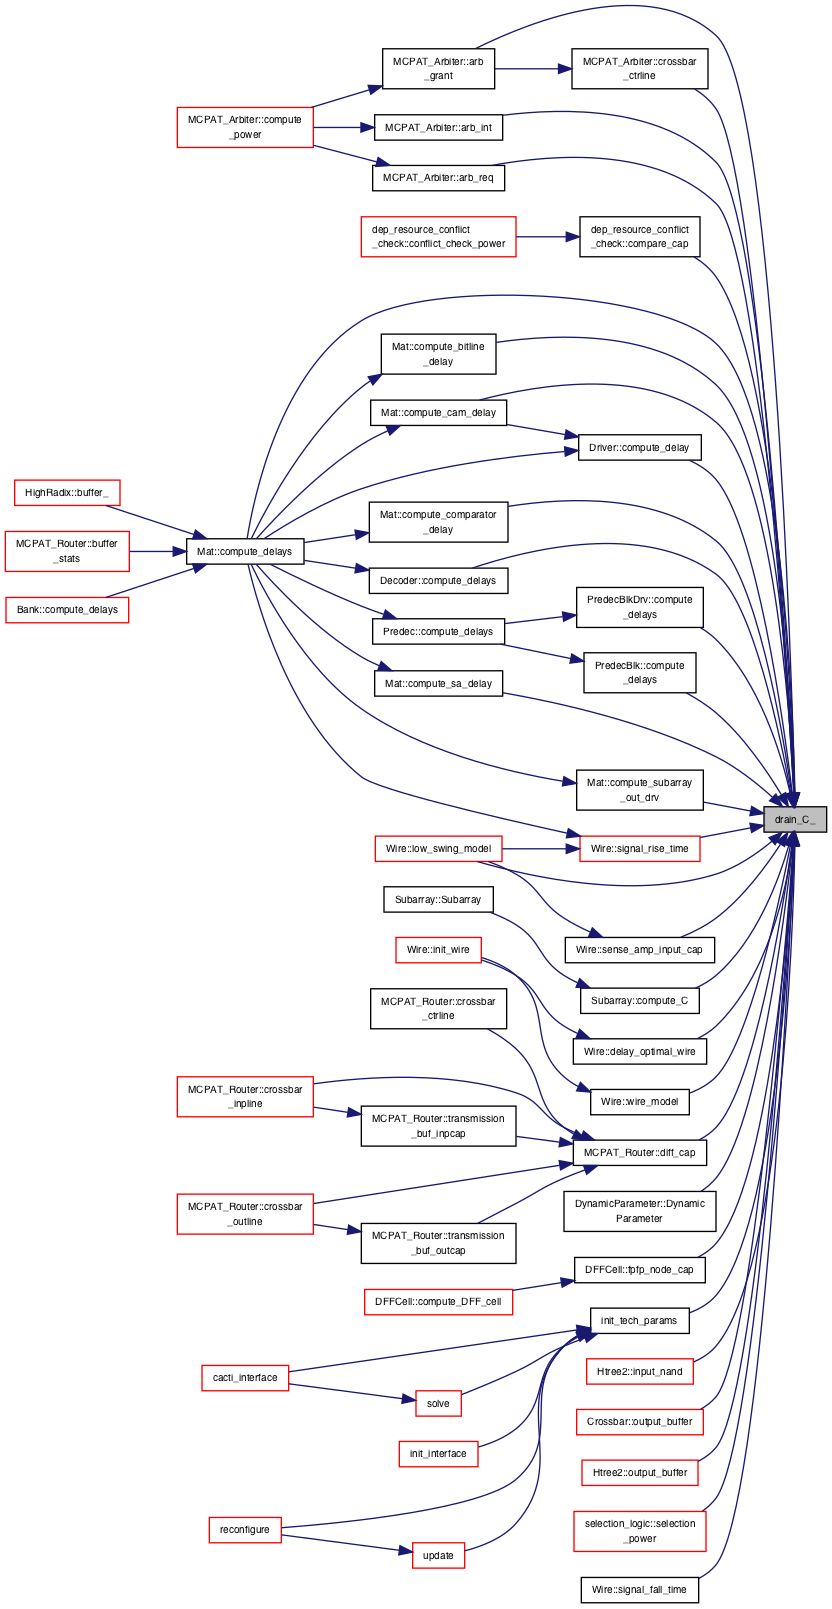 MCPAT_Arbiter::arb
_grant
MCPAT_Arbiter::crossbar
_ctrline
MCPAT_Arbiter::compute
_power
MCPAT_Arbiter::arb_int
MCPAT_Arbiter::arb_req
dep_resource_conflict
_check::conflict_check_power
dep_resource_conflict
_check::compare_cap
Mat::compute_bitline
_delay
Mat::compute_cam_delay
Driver::compute_delay
HighRadix::buffer_
MCPAT_Router::buffer
_stats
Bank::compute_delays
Mat::compute_delays
Mat::compute_comparator
_delay
Decoder::compute_delays
PredecBlkDrv::compute
_delays
Predec::compute_delays
PredecBlk::compute
_delays
Mat::compute_sa_delay
Mat::compute_subarray
_out_drv
drain_C_
Wire::low_swing_model
Wire::signal_rise_time
Subarray::Subarray
Wire::sense_amp_input_cap
Wire::init_wire
Subarray::compute_C
MCPAT_Router::crossbar
_ctrline
Wire::delay_optimal_wire
MCPAT_Router::crossbar
_inpline
Wire::wire_model
MCPAT_Router::transmission
_buf_inpcap
MCPAT_Router::diff_cap
MCPAT_Router::crossbar
_outline
DynamicParameter::Dynamic
Parameter
MCPAT_Router::transmission
_buf_outcap
DFFCell::fpfp_node_cap
DFFCell::compute_DFF_cell
init_tech_params
cacti_interface
Htree2::input_nand
solve
Crossbar::output_buffer
init_interface
Htree2::output_buffer
reconfigure
selection_logic::selection
_power
update
Wire::signal_fall_time